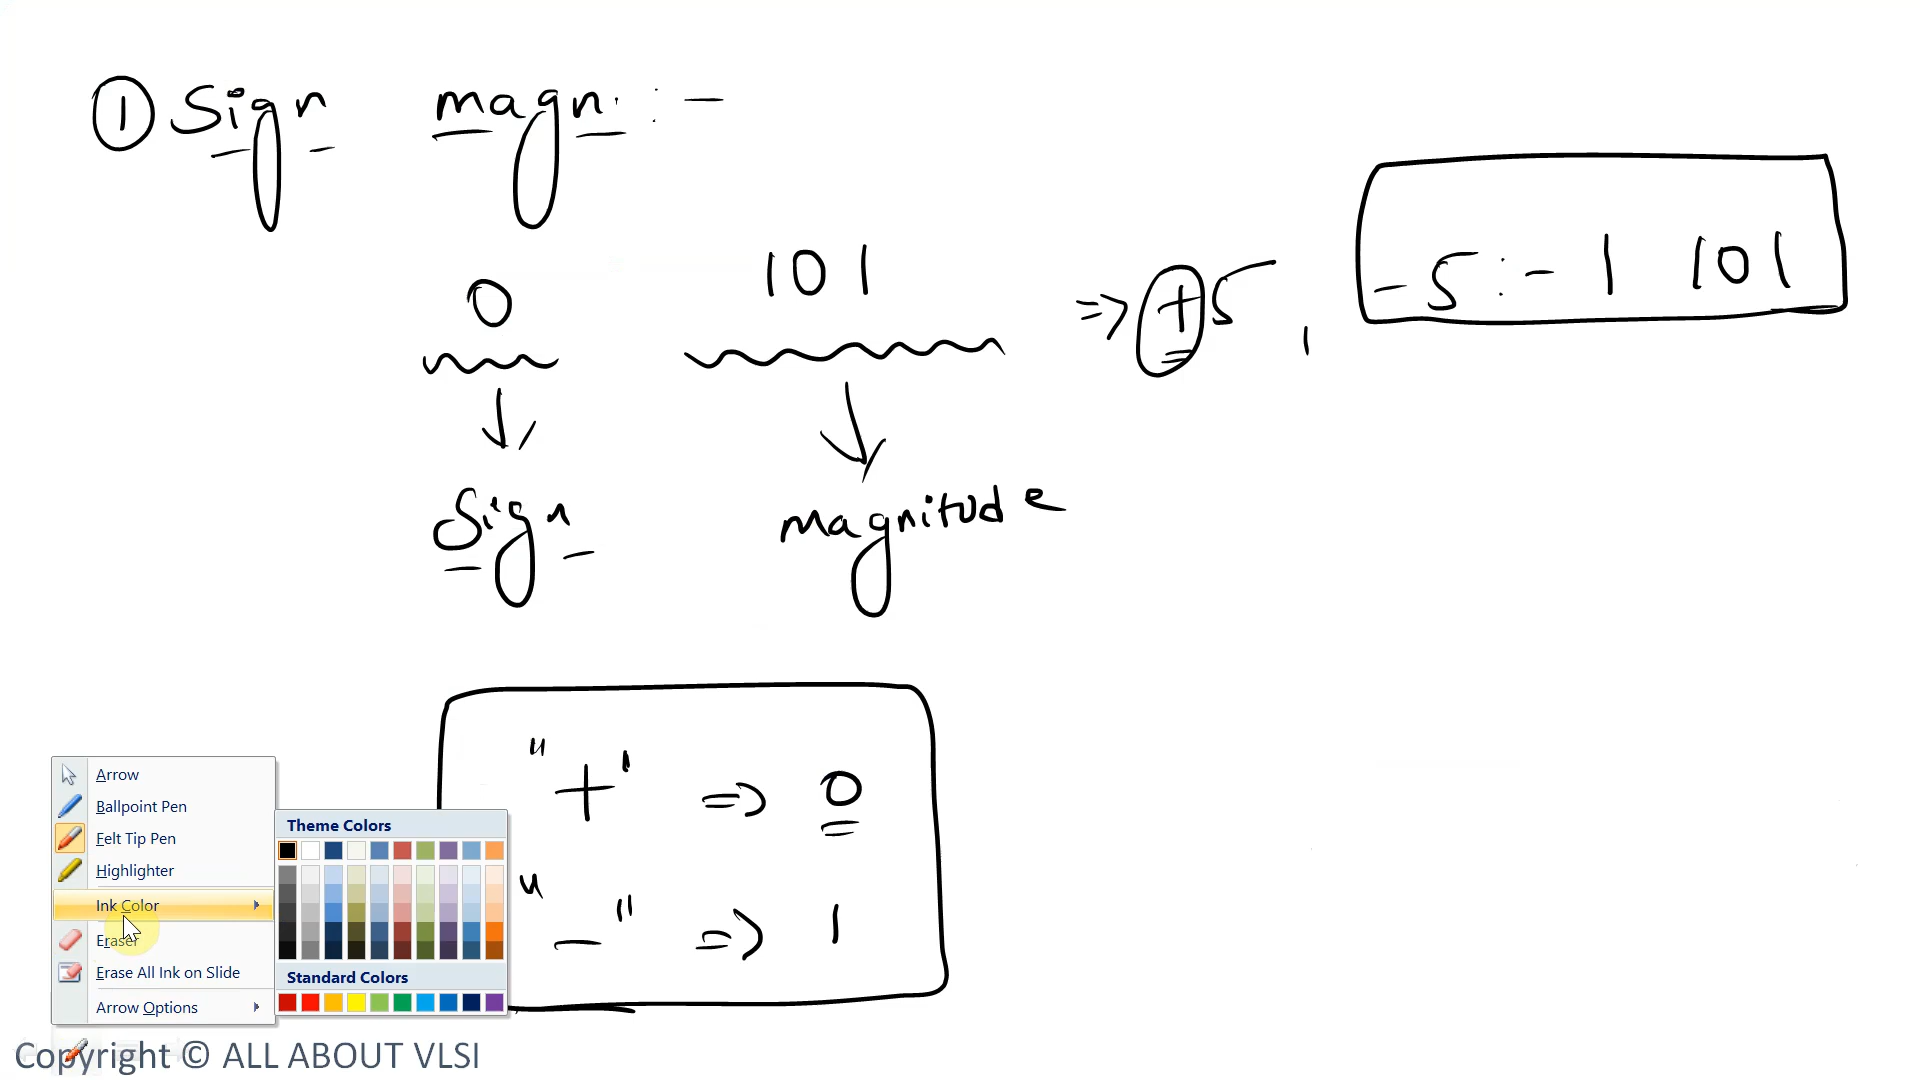 ① Sign magn. :-
0 101 => +5 , -5 :- 1 101
Sign magnitude
"+' => 0
"-" => 1
Arrow
Ballpoint Pen
Felt Tip Pen
Highlighter
Ink Color
Eraser
Erase All Ink on Slide
Arrow Options
Theme Colors
Standard Colors
Copyright © ALL ABOUT VLSI